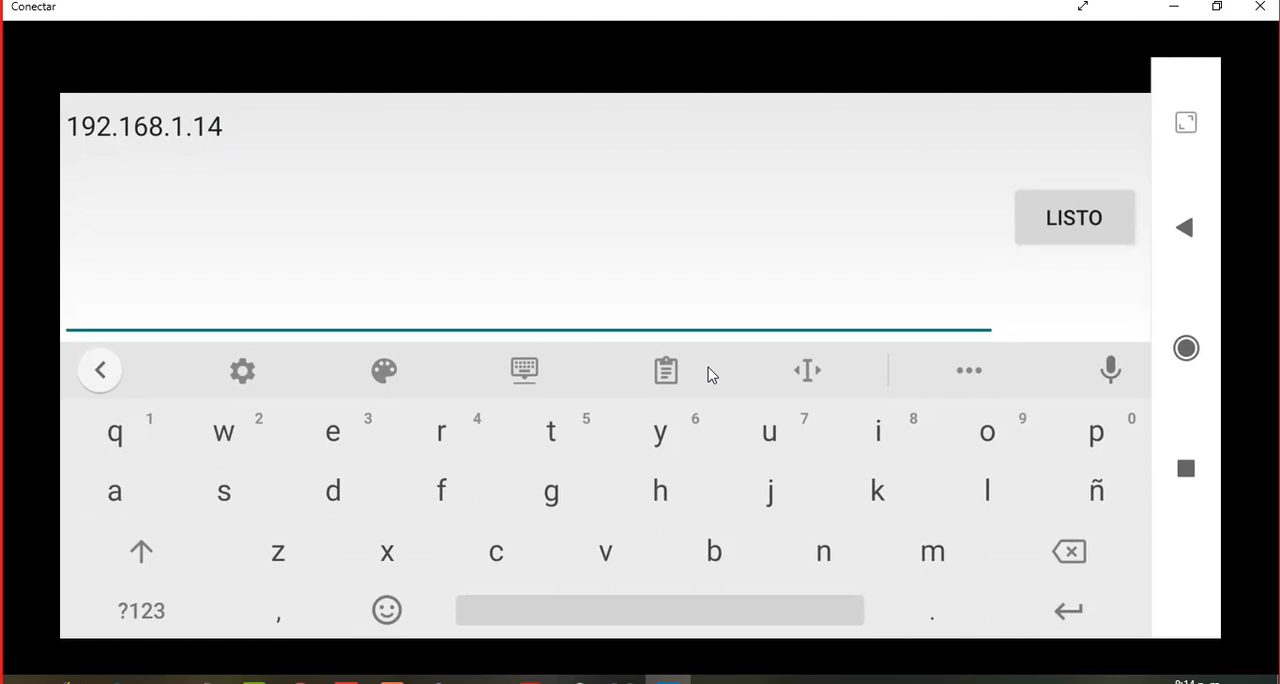 Conectar
192.168.1.14
LISTO
q 1 w 2 e 3 r 4 t 5 y 6 u 7 i 8 o 9 p 0
a s d f g h j k l ñ
z x c v b n m
?123 , .